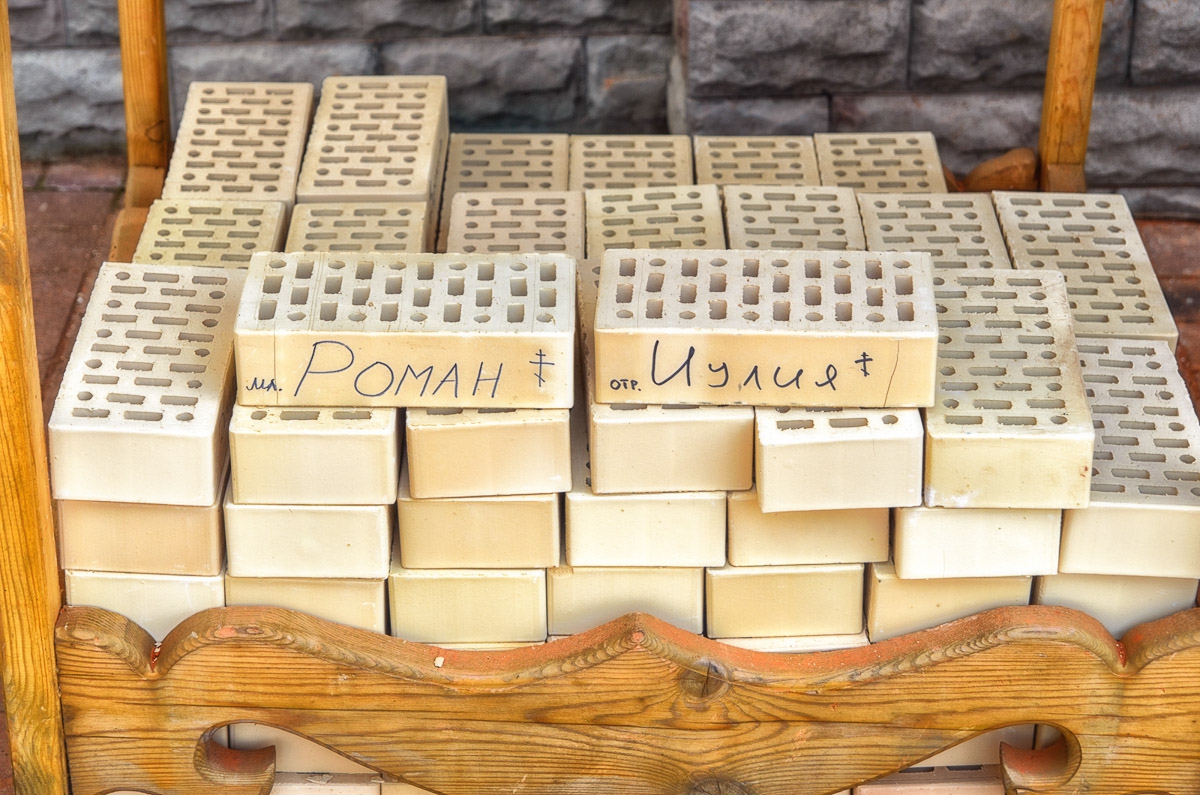 мл. Роман ☦
отр. Иулия ☦